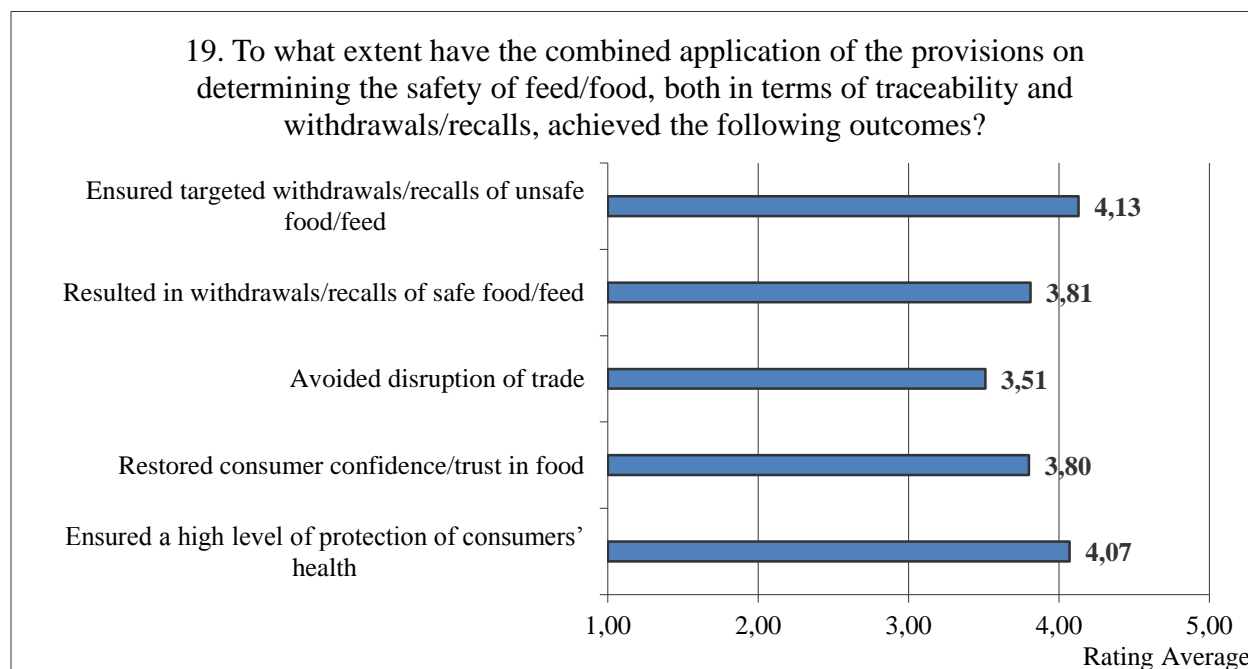 19. To what extent have the combined application of the provisions on
determining the safety of feed/food, both in terms of traceability and
withdrawals/recalls, achieved the following outcomes?
Ensured targeted withdrawals/recalls of unsafe
food/feed
4,13
Resulted in withdrawals/recalls of safe food/feed
3,81
Avoided disruption of trade
3,51
Restored consumer confidence/trust in food
3,80
Ensured a high level of protection of consumers’
health
4,07
1,00 2,00 3,00 4,00 5,00
Rating Average